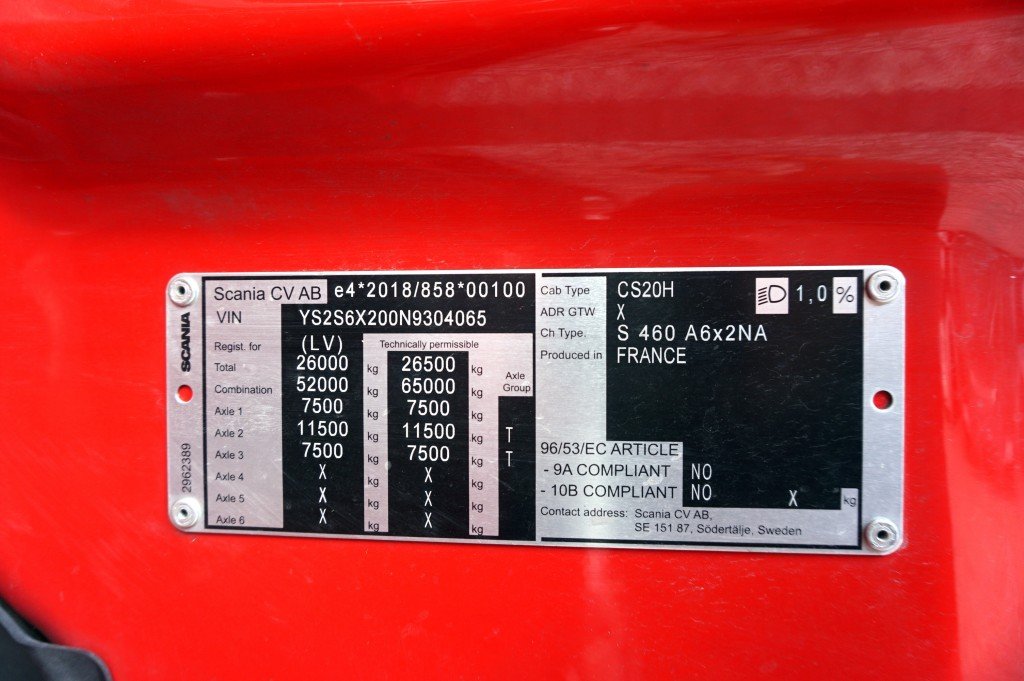 SCANIA
2962389
Scania CV AB e4*2018/858*00100
VIN YS2S6X200N9304065
Regist. for (LV) Technically permissible
Total 26000 kg 26500 kg Axle Group
Combination 52000 kg 65000 kg
Axle 1 7500 kg 7500 kg
Axle 2 11500 kg 11500 kg T
Axle 3 7500 kg 7500 kg T
Axle 4 X kg X kg
Axle 5 X kg X kg
Axle 6 X kg X kg
Cab Type CS20H 1,0 %
ADR GTW X
Ch Type. S 460 A6x2NA
Produced in FRANCE
96/53/EC ARTICLE
- 9A COMPLIANT NO
- 10B COMPLIANT NO X kg
Contact address: Scania CV AB,
SE 151 87, Södertälje, Sweden